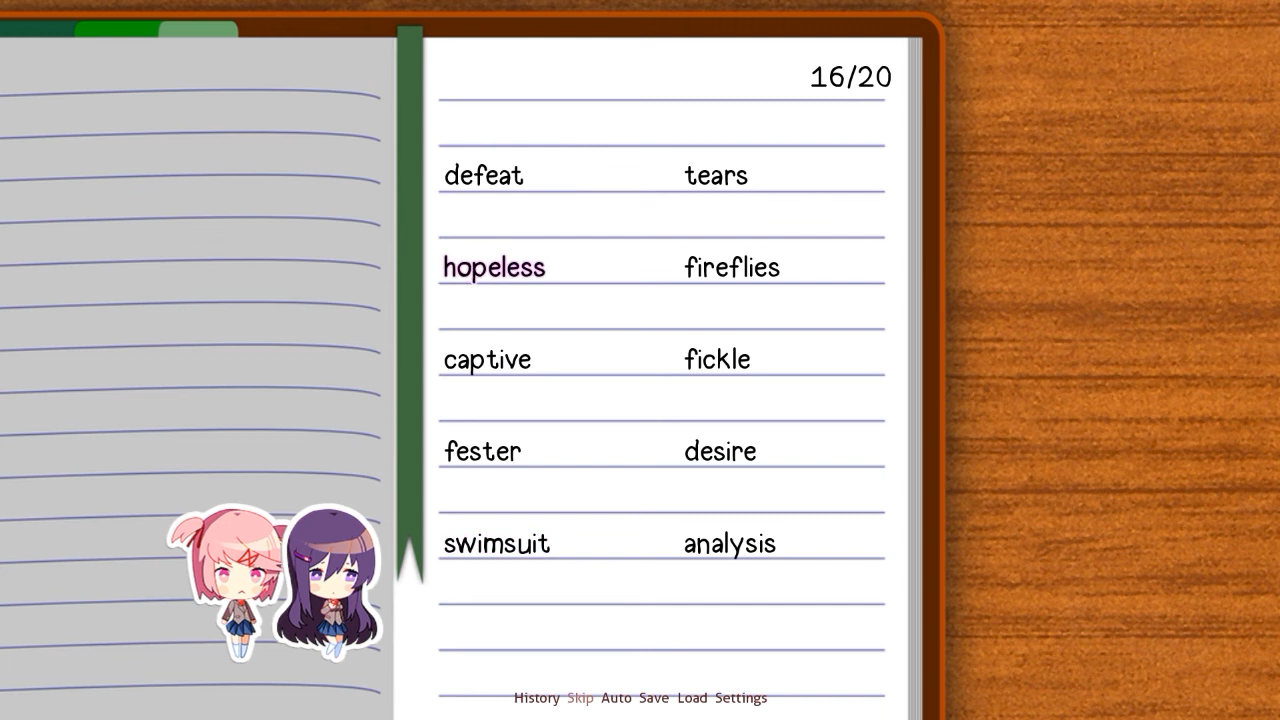 16/20
defeat tears
hopeless fireflies
captive fickle
fester desire
swimsuit analysis
History Skip Auto Save Load Settings